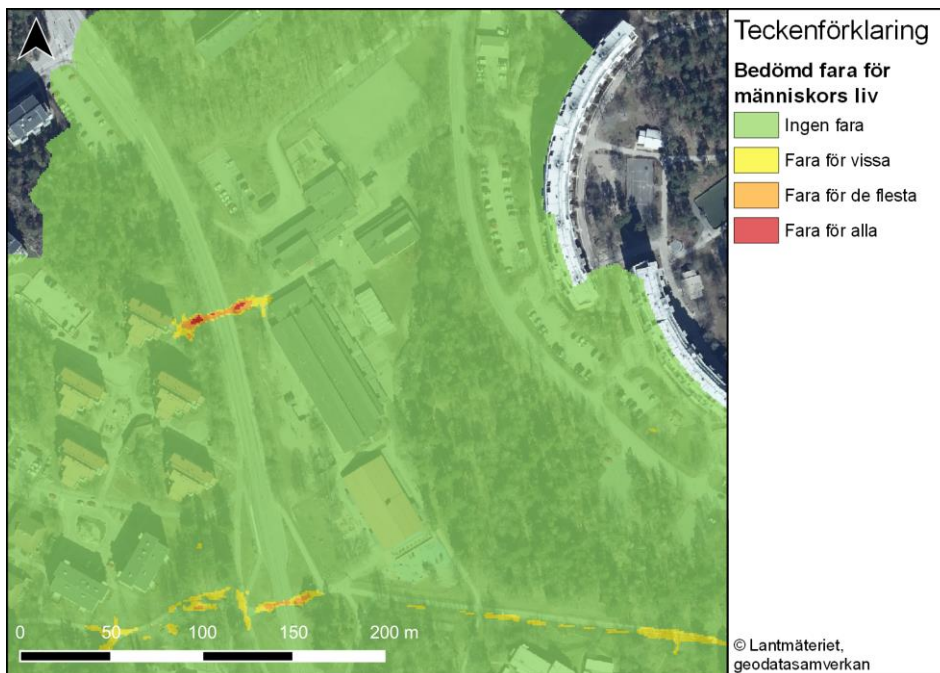 Teckenförklaring
Bedömd fara för
människors liv
Ingen fara
Fara för vissa
Fara för de flesta
Fara för alla
0 50 100 150 200 m
© Lantmäteriet,
geodatasamverkan